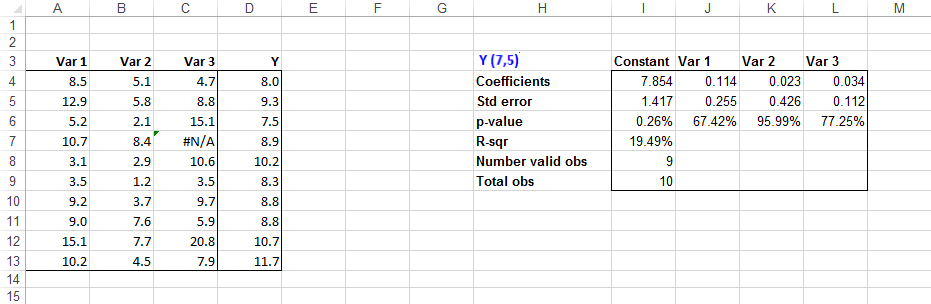 A B C D E F G H I J K L M
1
2
3 Var 1 Var 2 Var 3 Y Y (7,5) Constant Var 1 Var 2 Var 3
4 8.5 5.1 4.7 8.0 Coefficients 7.854 0.114 0.023 0.034
5 12.9 5.8 8.8 9.3 Std error 1.417 0.255 0.426 0.112
6 5.2 2.1 15.1 7.5 p-value 0.26% 67.42% 95.99% 77.25%
7 10.7 8.4 #N/A 8.9 R-sqr 19.49%
8 3.1 2.9 10.6 10.2 Number valid obs 9
9 3.5 1.2 3.5 8.3 Total obs 10
10 9.2 3.7 9.7 8.8
11 9.0 7.6 5.9 8.8
12 15.1 7.7 20.8 10.7
13 10.2 4.5 7.9 11.7
14
15